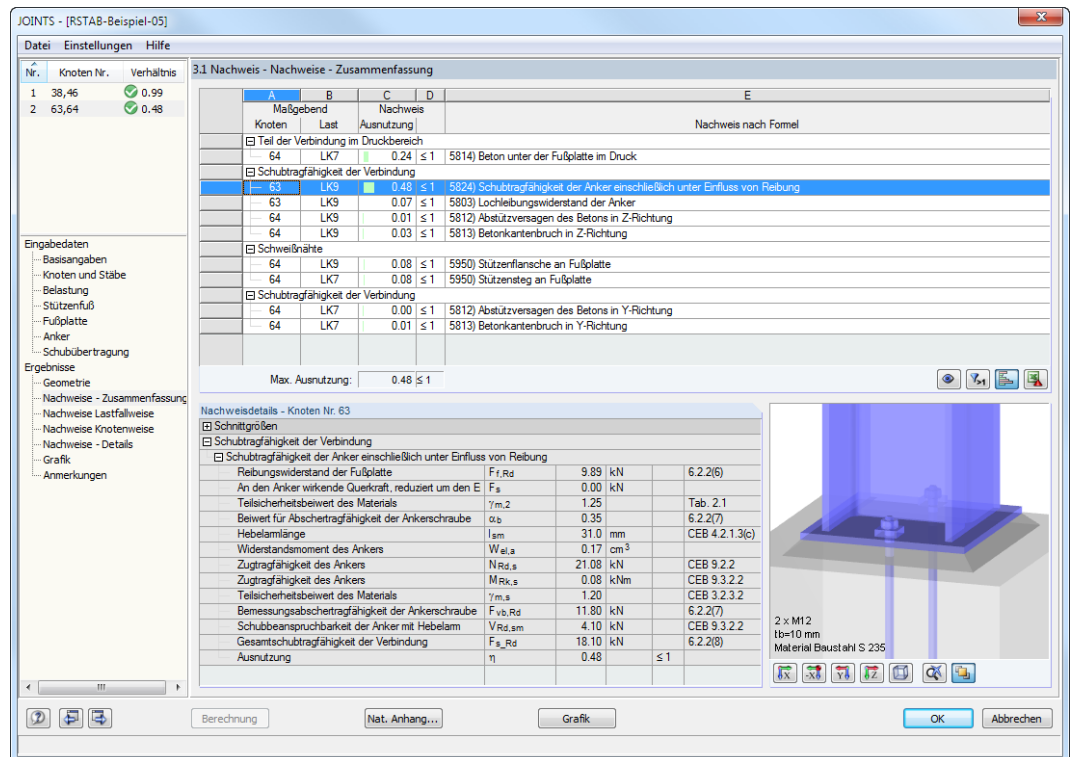 JOINTS - [RSTAB-Beispiel-05]
Datei Einstellungen Hilfe
Nr. Knoten Nr. Verhältnis
1 38,46 0.99
2 63,64 0.48
Eingabedaten
Basisangaben
Knoten und Stäbe
Belastung
Stützenfuß
Fußplatte
Anker
Schubübertragung
Ergebnisse
Geometrie
Nachweise - Zusammenfassung
Nachweise Lastfallweise
Nachweise Knotenweise
Nachweise - Details
Grafik
Anmerkungen
3.1 Nachweis - Nachweise - Zusammenfassung
A B C D E
Maßgebend Nachweis
Knoten Last Ausnutzung Nachweis nach Formel
Teil der Verbindung im Druckbereich
64 LK7 0.24 ≤ 1 5814) Beton unter der Fußplatte im Druck
Schubtragfähigkeit der Verbindung
63 LK9 0.48 ≤ 1 5824) Schubtragfähigkeit der Anker einschließlich unter Einfluss von Reibung
63 LK9 0.07 ≤ 1 5803) Lochleibungswiderstand der Anker
64 LK9 0.01 ≤ 1 5812) Abstützversagen des Betons in Z-Richtung
64 LK9 0.03 ≤ 1 5813) Betonkantenbruch in Z-Richtung
Schweißnähte
64 LK9 0.08 ≤ 1 5950) Stützenflansche an Fußplatte
64 LK7 0.08 ≤ 1 5950) Stützensteg an Fußplatte
Schubtragfähigkeit der Verbindung
64 LK7 0.00 ≤ 1 5812) Abstützversagen des Betons in Y-Richtung
64 LK7 0.01 ≤ 1 5813) Betonkantenbruch in Y-Richtung
Max. Ausnutzung: 0.48 ≤ 1
Nachweisdetails - Knoten Nr. 63
Schnittgrößen
Schubtragfähigkeit der Verbindung
Schubtragfähigkeit der Anker einschließlich unter Einfluss von Reibung
Reibungswiderstand der Fußplatte F f,Rd 9.89 kN 6.2.2(6)
An den Anker wirkende Querkraft, reduziert um den E F s 0.00 kN
Teilsicherheitsbeiwert des Materials γm,2 1.25 Tab. 2.1
Beiwert für Abschertragfähigkeit der Ankerschraube αb 0.35 6.2.2(7)
Hebelarmlänge l sm 31.0 mm CEB 4.2.1.3(c)
Widerstandsmoment des Ankers W el,a 0.17 cm³
Zugtragfähigkeit des Ankers N Rd,s 21.08 kN CEB 9.2.2
Zugtragfähigkeit des Ankers M Rk,s 0.08 kNm CEB 9.3.2.2
Teilsicherheitsbeiwert des Materials γm,s 1.20 CEB 3.2.3.2
Bemessungsabschertragfähigkeit der Ankerschraube F vb,Rd 11.80 kN 6.2.2(7)
Schubbeanspruchbarkeit der Anker mit Hebelarm V Rd,sm 4.10 kN CEB 9.3.2.2
Gesamtschubtragfähigkeit der Verbindung F s_Rd 18.10 kN 6.2.2(8)
Ausnutzung η 0.48 ≤ 1
2 x M12
tb=10 mm
Material Baustahl S 235
X -X Y Z
Berechnung Nat. Anhang... Grafik OK Abbrechen